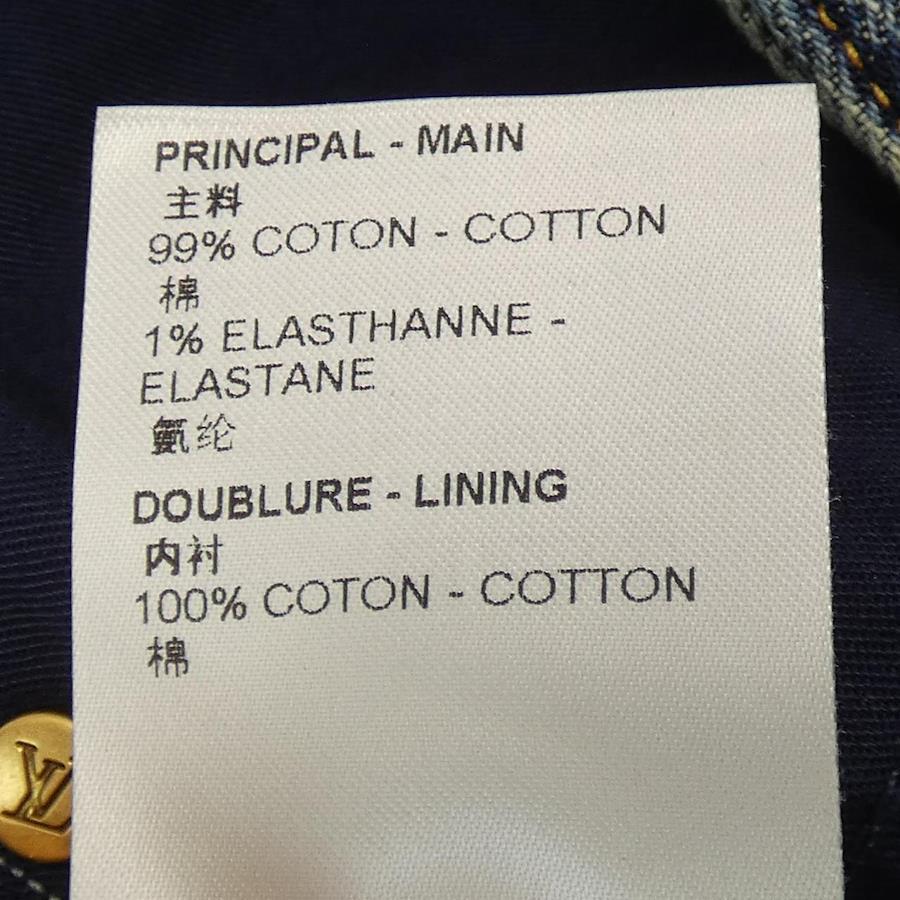 PRINCIPAL - MAIN
主料
99% COTON - COTTON
棉
1% ELASTHANNE -
ELASTANE
氨纶
DOUBLURE - LINING
内衬
100% COTON - COTTON
棉
LV